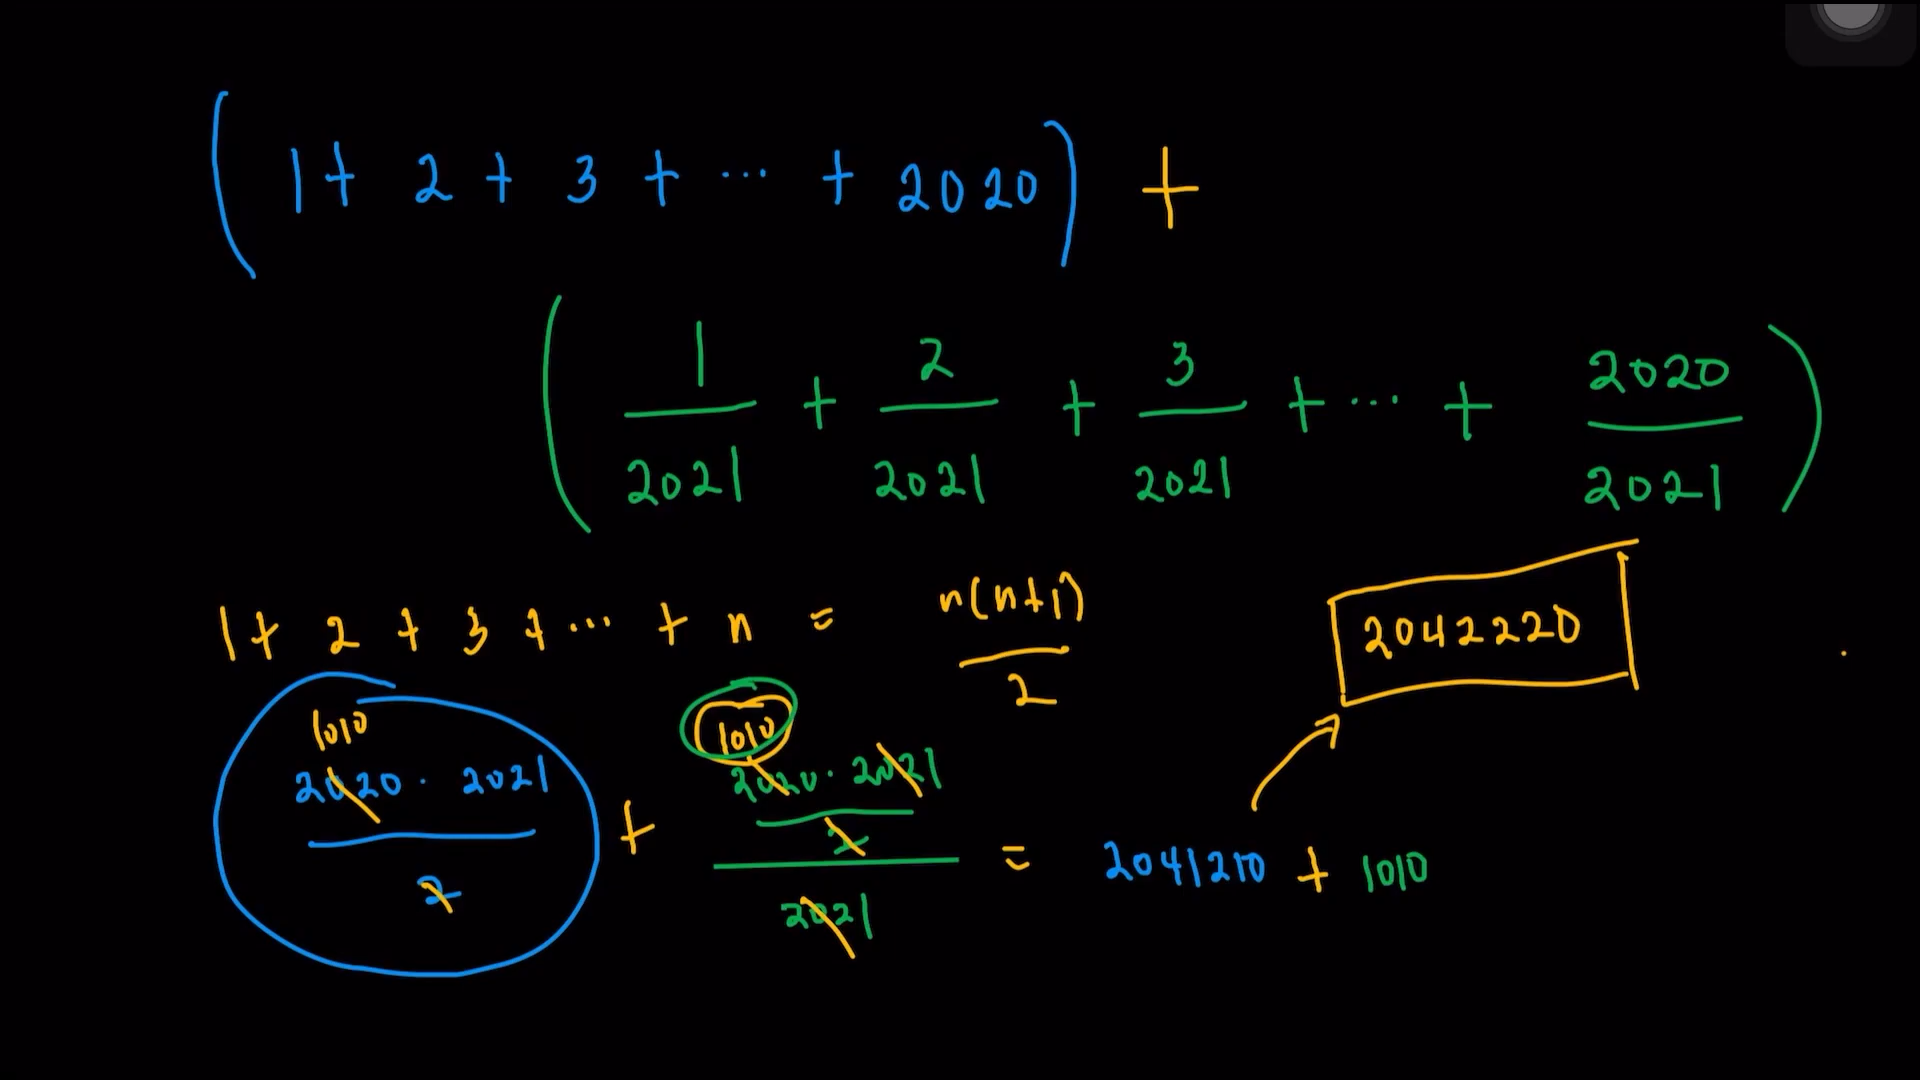 (1 + 2 + 3 + ... + 2020) +
(1/2021 + 2/2021 + 3/2021 + ... + 2020/2021)
1 + 2 + 3 + ... + n = n(n+1)/2
2042220
1010 1010
2020 · 2021/2 + (2020 · 2021/2)/2021 = 2041210 + 1010